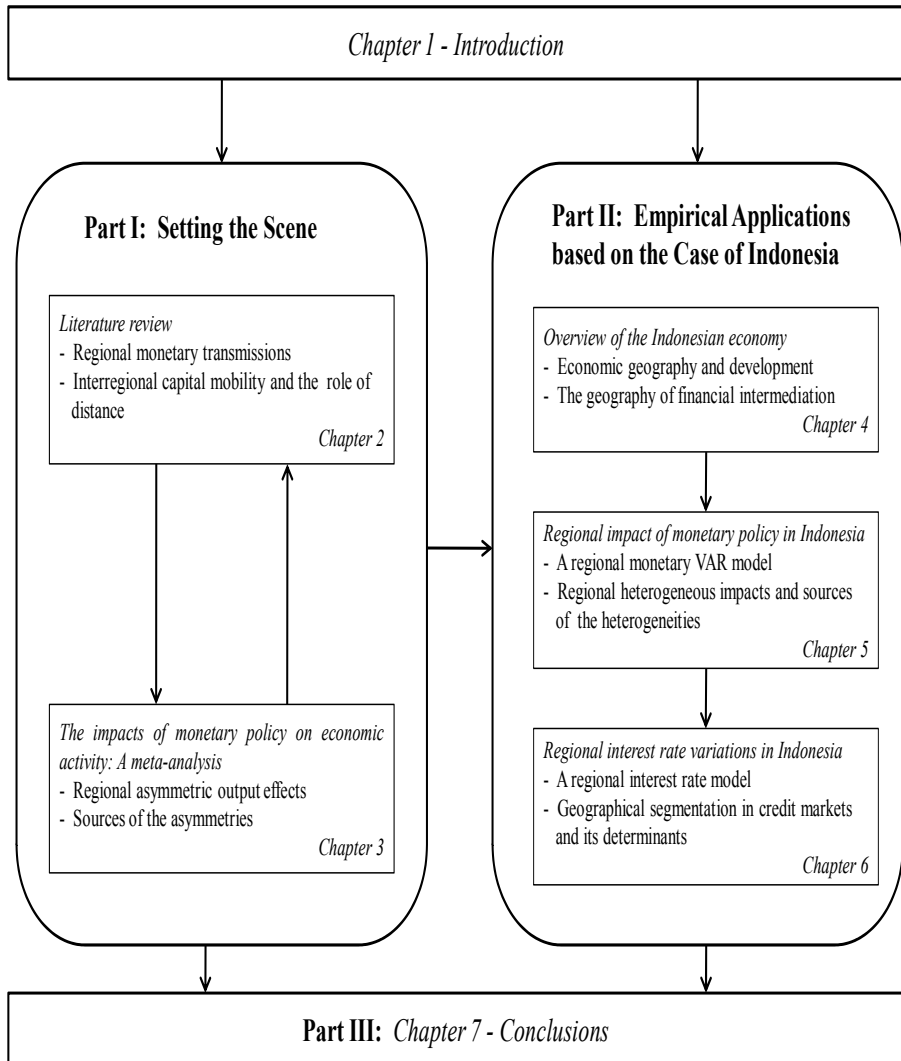 Chapter 1 - Introduction
Part I: Setting the Scene
Literature review
- Regional monetary transmissions
- Interregional capital mobility and the role of
distance
Chapter 2
The impacts of monetary policy on economic
activity: A meta-analysis
- Regional asymmetric output effects
- Sources of the asymmetries
Chapter 3
Part II: Empirical Applications
based on the Case of Indonesia
Overview of the Indonesian economy
- Economic geography and development
- The geography of financial intermediation
Chapter 4
Regional impact of monetary policy in Indonesia
- A regional monetary VAR model
- Regional heterogeneous impacts and sources
of the heterogeneities
Chapter 5
Regional interest rate variations in Indonesia
- A regional interest rate model
- Geographical segmentation in credit markets
and its determinants
Chapter 6
Part III: Chapter 7 - Conclusions